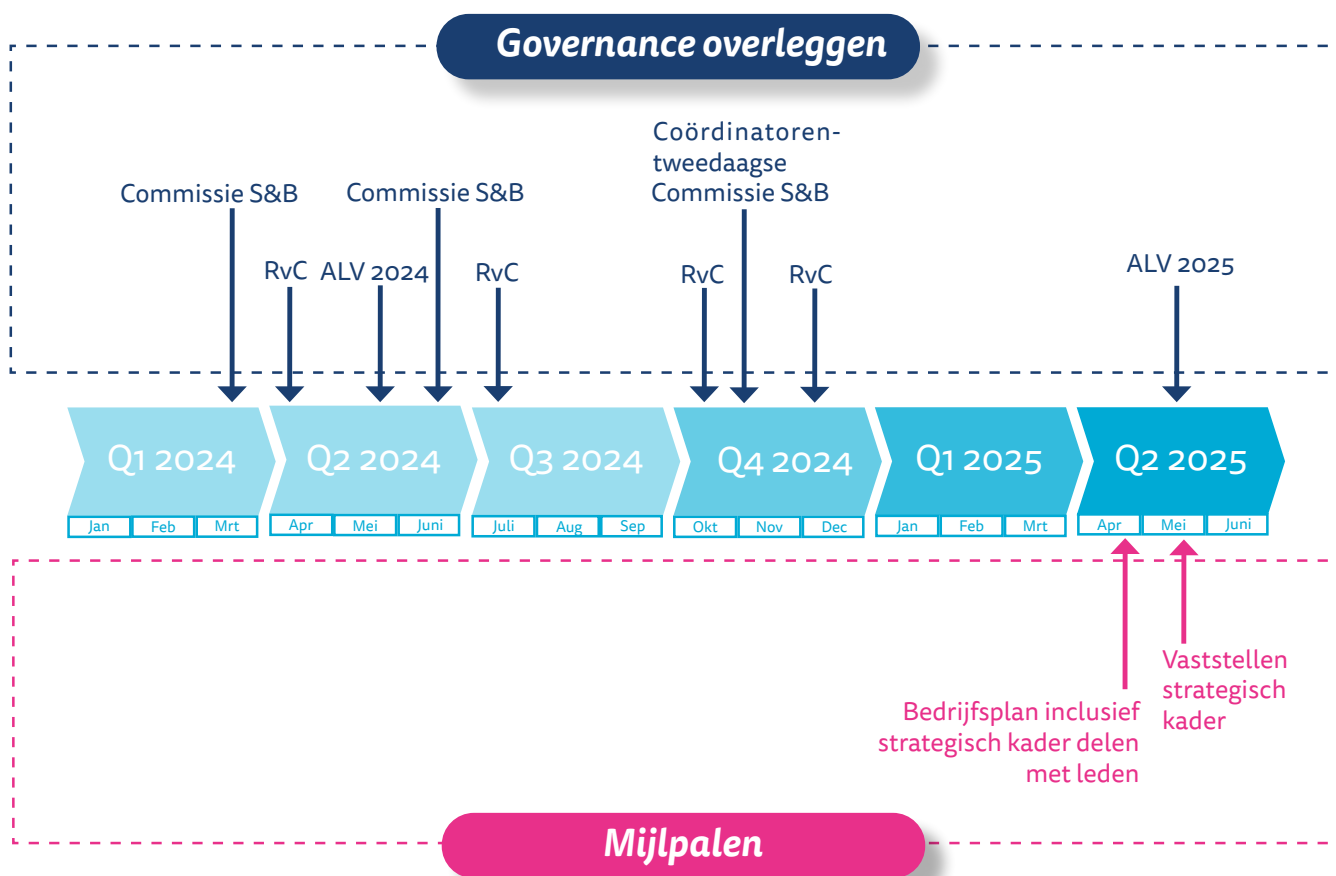 Governance overleggen
Coördinatoren-
tweedaagse
Commissie S&B
Commissie S&B
Commissie S&B
RvC
ALV 2024
RvC
RvC
RvC
ALV 2025
Q1 2024
Q2 2024
Q3 2024
Q4 2024
Q1 2025
Q2 2025
Jan
Feb
Mrt
Apr
Mei
Juni
Juli
Aug
Sep
Okt
Nov
Dec
Jan
Feb
Mrt
Apr
Mei
Juni
Bedrijfsplan inclusief
strategisch kader delen
met leden
Vaststellen
strategisch
kader
Mijlpalen